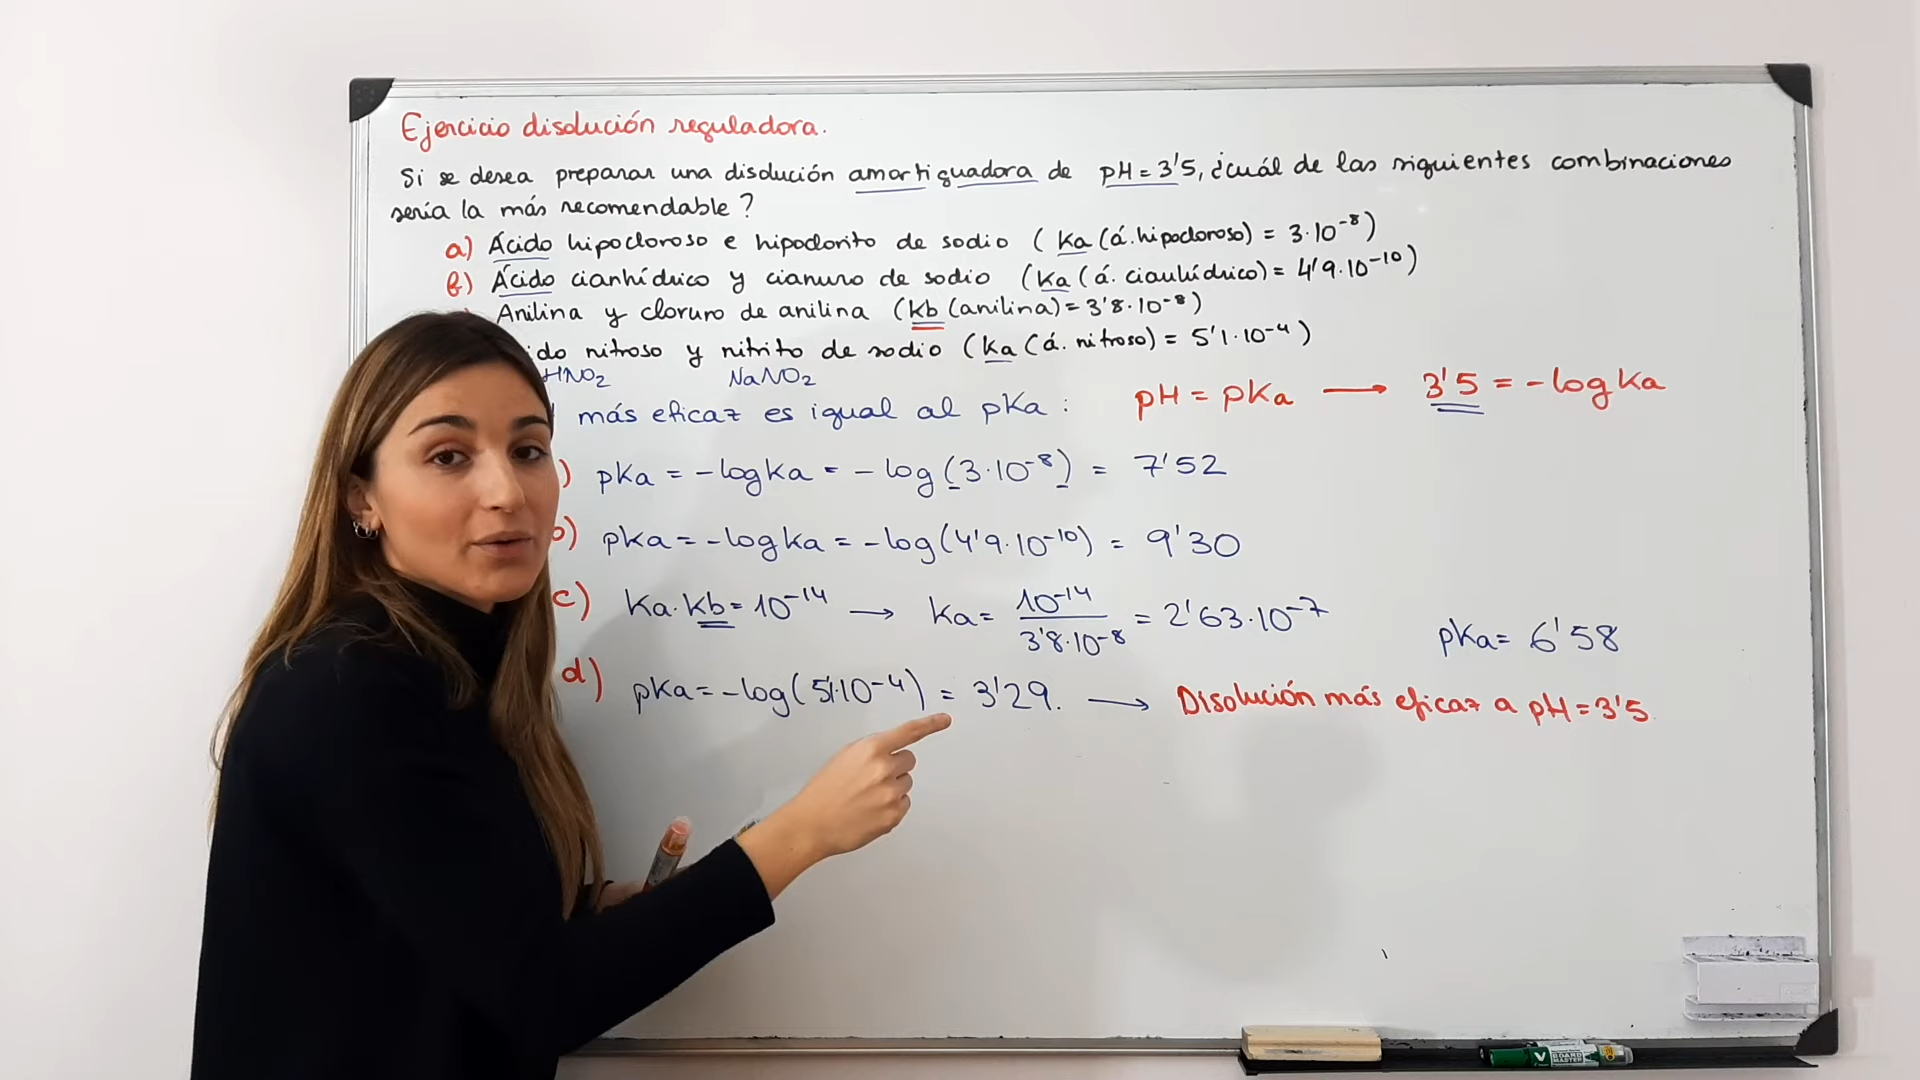 Ejercicio disolución reguladora.
Si se desea preparar una disolución amortiguadora de pH = 3'5, ¿cuál de las siguientes combinaciones
sería la más recomendable?
a) Ácido hipocloroso e hipoclorito de sodio (Ka (á. hipocloroso) = 3·10⁻⁸)
b) Ácido cianhídrico y cianuro de sodio (Ka (á. cianhídrico) = 4'9·10⁻¹⁰)
Anilina y cloruro de anilina (Kb (anilina) = 3'8·10⁻⁸)
ido nitroso y nitrito de sodio (Ka (á. nitroso) = 5'1·10⁻⁴)
HNO₂ NaNO₂
más eficaz es igual al pKa : pH = pKa → 3'5 = -log Ka
) pKa = -log Ka = -log (3·10⁻⁸) = 7'52
b) pKa = -log Ka = -log (4'9·10⁻¹⁰) = 9'30
c) Ka·Kb = 10⁻¹⁴ → Ka = 10⁻¹⁴ / 3'8·10⁻⁸ = 2'63·10⁻⁷ pKa = 6'58
d) pKa = -log (5'1·10⁻⁴) = 3'29. → Disolución más eficaz a pH = 3'5.
V BOARD MASTER